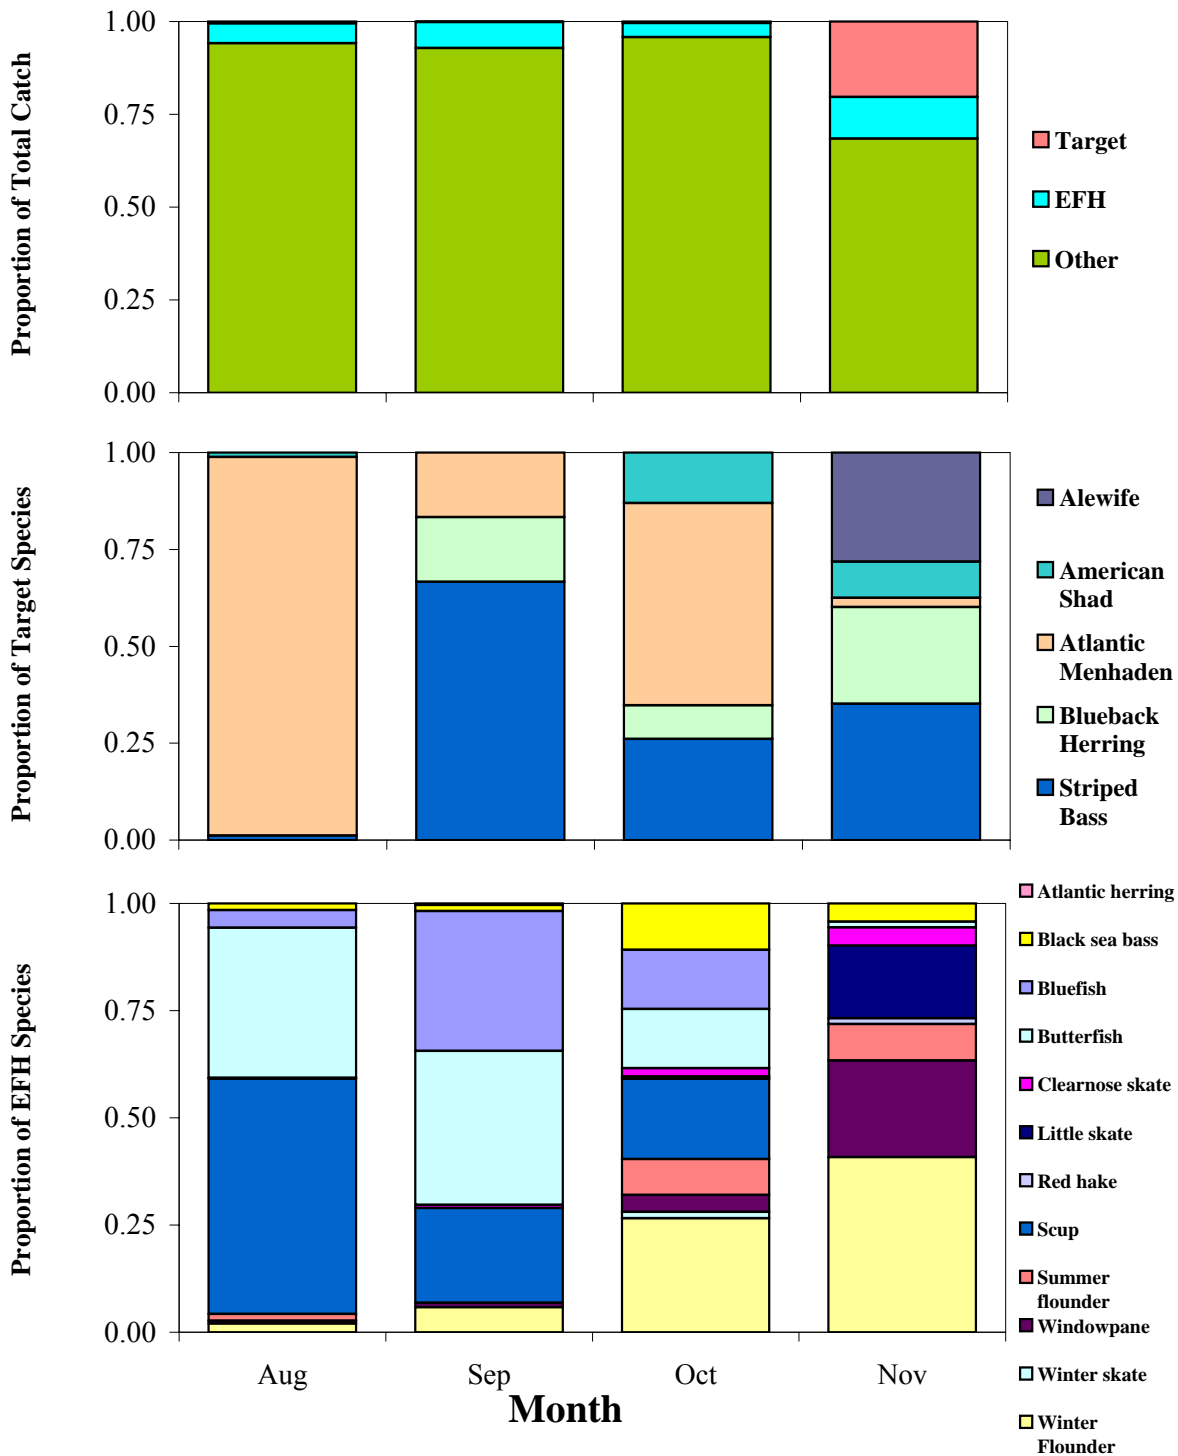 Proportion of Total Catch
1.00
0.75
0.50
0.25
0.00
Target
EFH
Other
Proportion of Target Species
1.00
0.75
0.50
0.25
0.00
Alewife
American
Shad
Atlantic
Menhaden
Blueback
Herring
Striped
Bass
Proportion of EFH Species
1.00
0.75
0.50
0.25
0.00
Atlantic herring
Black sea bass
Bluefish
Butterfish
Clearnose skate
Little skate
Red hake
Scup
Summer
flounder
Windowpane
Winter skate
Winter
Flounder
Aug Sep Oct Nov
Month